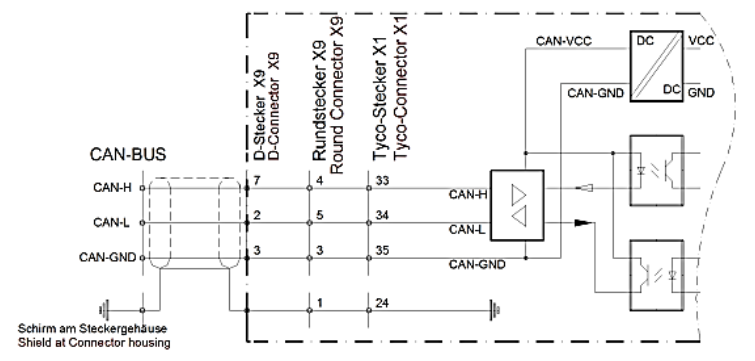 CAN-BUS
D-Stecker X9
D-Connector X9
Rundstecker X9
Round Connector X9
Tyco-Stecker X1
Tyco-Connector X1
CAN-VCC
DC
VCC
CAN-GND
DC
GND
CAN-H
7
4
33
CAN-H
CAN-L
2
5
34
CAN-L
CAN-GND
3
3
35
CAN-GND
1
24
Schirm am Steckergehäuse
Shield at Connector housing